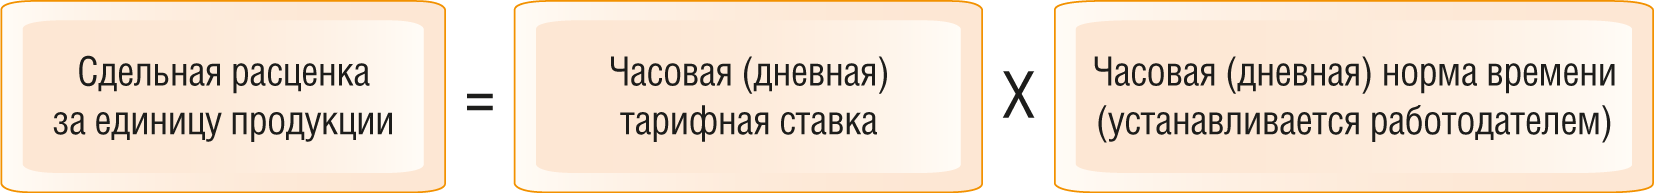 Сдельная расценка
за единицу продукции
=
Часовая (дневная)
тарифная ставка
X
Часовая (дневная) норма времени
(устанавливается работодателем)